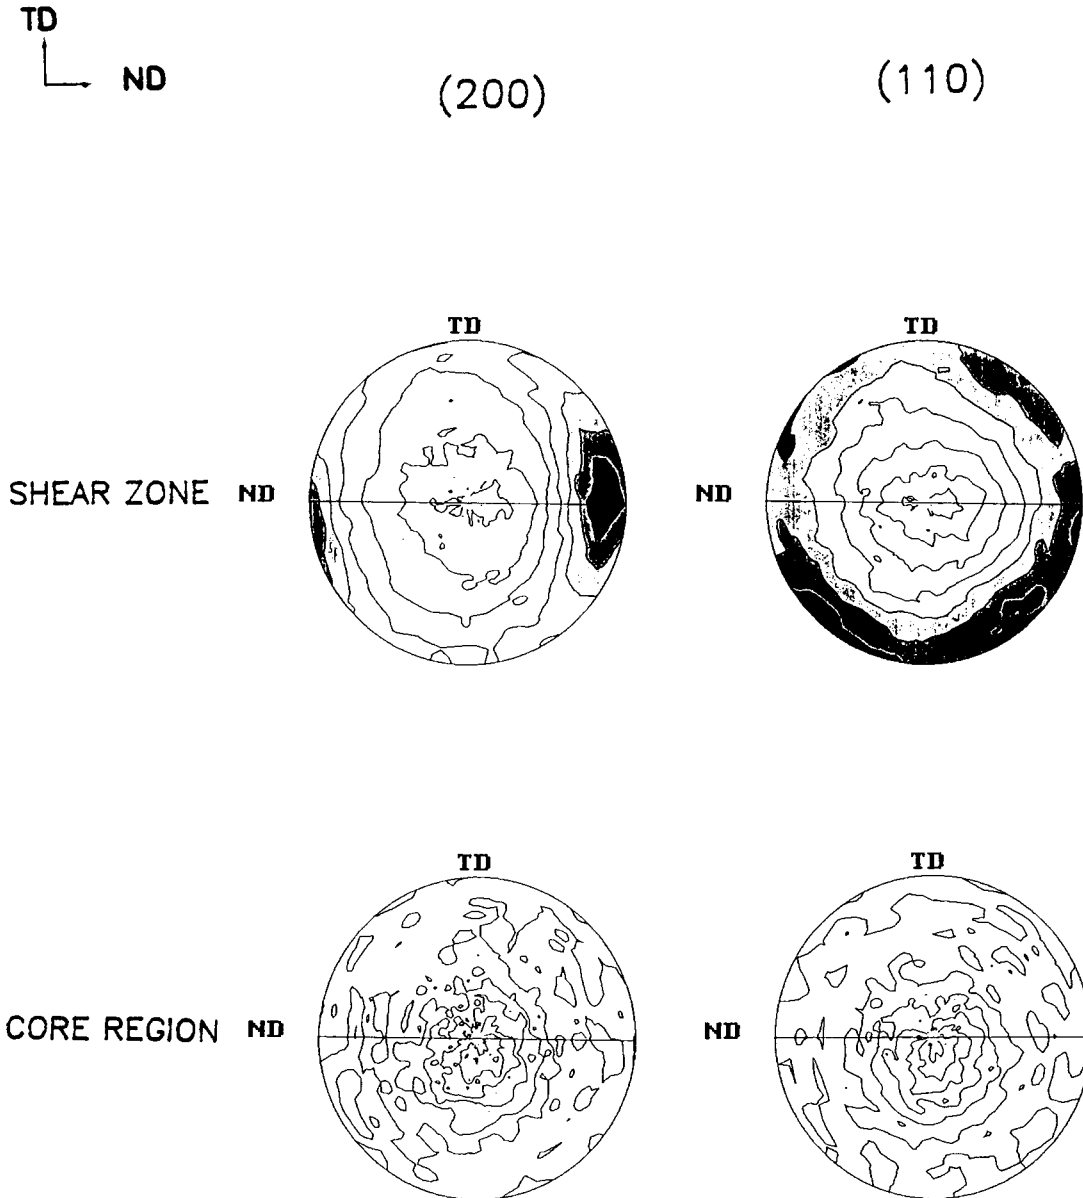 TD
ND
(200)
(110)
TD
TD
SHEAR ZONE
ND
ND
TD
TD
CORE REGION
ND
ND